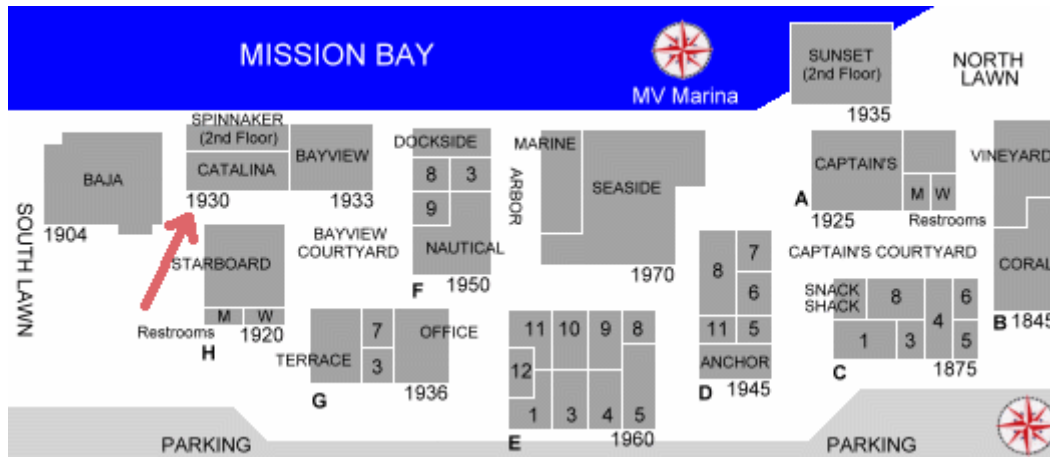 MISSION BAY
MV Marina
SUNSET
(2nd Floor)
1935
NORTH
LAWN
SPINNAKER
(2nd Floor)
CATALINA
1930
BAYVIEW
1933
BAJA
1904
SOUTH LAWN
STARBOARD
M W
Restrooms
H
1920
BAYVIEW
COURTYARD
DOCKSIDE
8 3
9
NAUTICAL
F
1950
ARBOR
MARINE
SEASIDE
1970
CAPTAIN'S
A
1925
M W
Restrooms
VINEYARD
CORAL
B 1845
CAPTAIN'S COURTYARD
TERRACE
7
3
OFFICE
G
1936
11 10 9 8
12
1 3 4 5
E
1960
8 7
6
11 5
ANCHOR
D 1945
SNACK
SHACK
8 4 6
1 3 5
C
1875
PARKING
PARKING